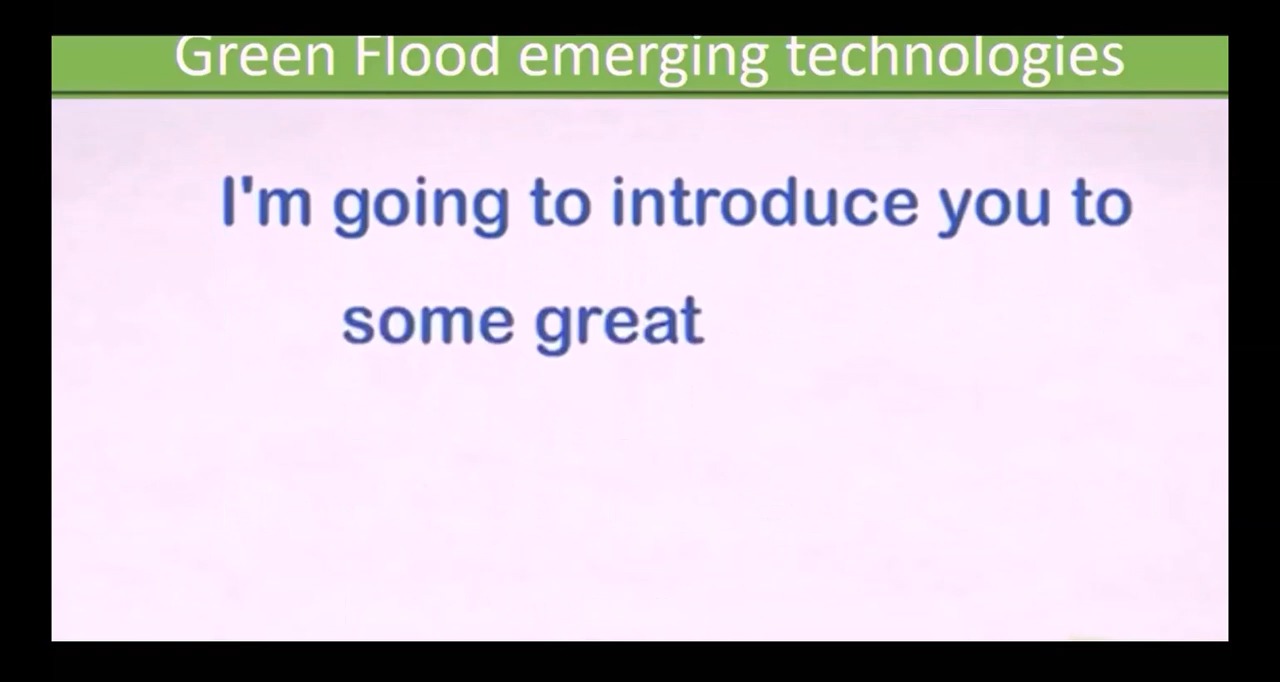 Green Flood emerging technologies
I'm going to introduce you to
some great